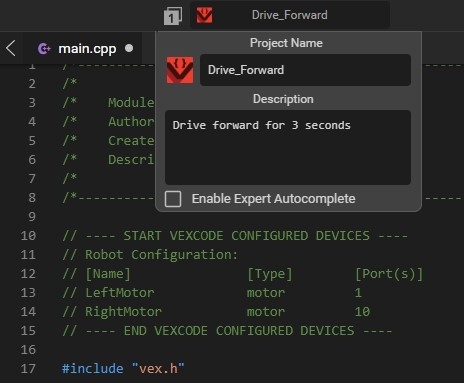 1 Drive_Forward
Project Name
Drive_Forward
Description
Drive forward for 3 seconds
Enable Expert Autocomplete
main.cpp
1 /*----------
2 /*
3 /*    Module
4 /*    Author
5 /*    Create
6 /*    Descri
7 /*
8 /*----------
9
10 // ---- START VEXCODE CONFIGURED DEVICES ----
11 // Robot Configuration:
12 // [Name]               [Type]        [Port(s)]
13 // LeftMotor            motor         1
14 // RightMotor           motor         10
15 // ---- END VEXCODE CONFIGURED DEVICES ----
16
17 #include "vex.h"